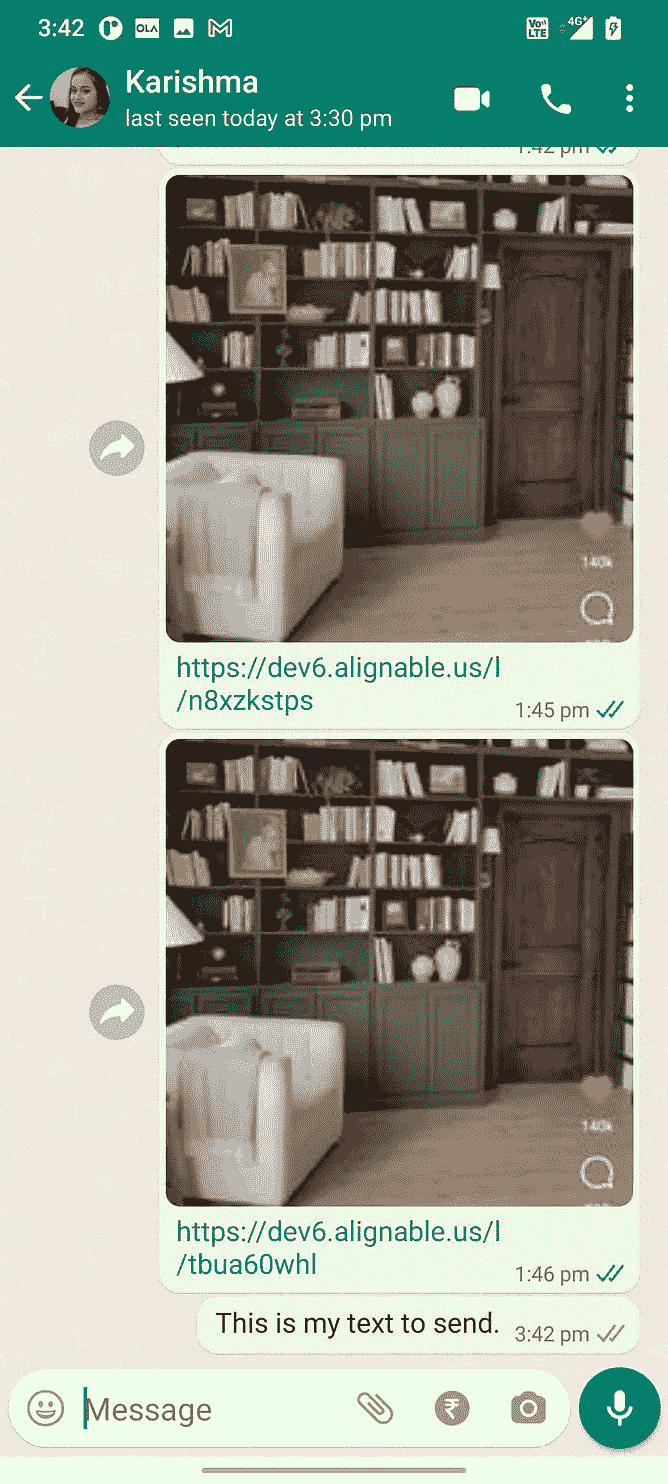 3:42
OLA
Vo
LTE
4G+
Karishma
last seen today at 3:30 pm
1:42 pm
140k
https://dev6.alignable.us/l
/n8xzkstps
1:45 pm
140k
https://dev6.alignable.us/l
/tbua60whl
1:46 pm
This is my text to send.
3:42 pm
Message
₹